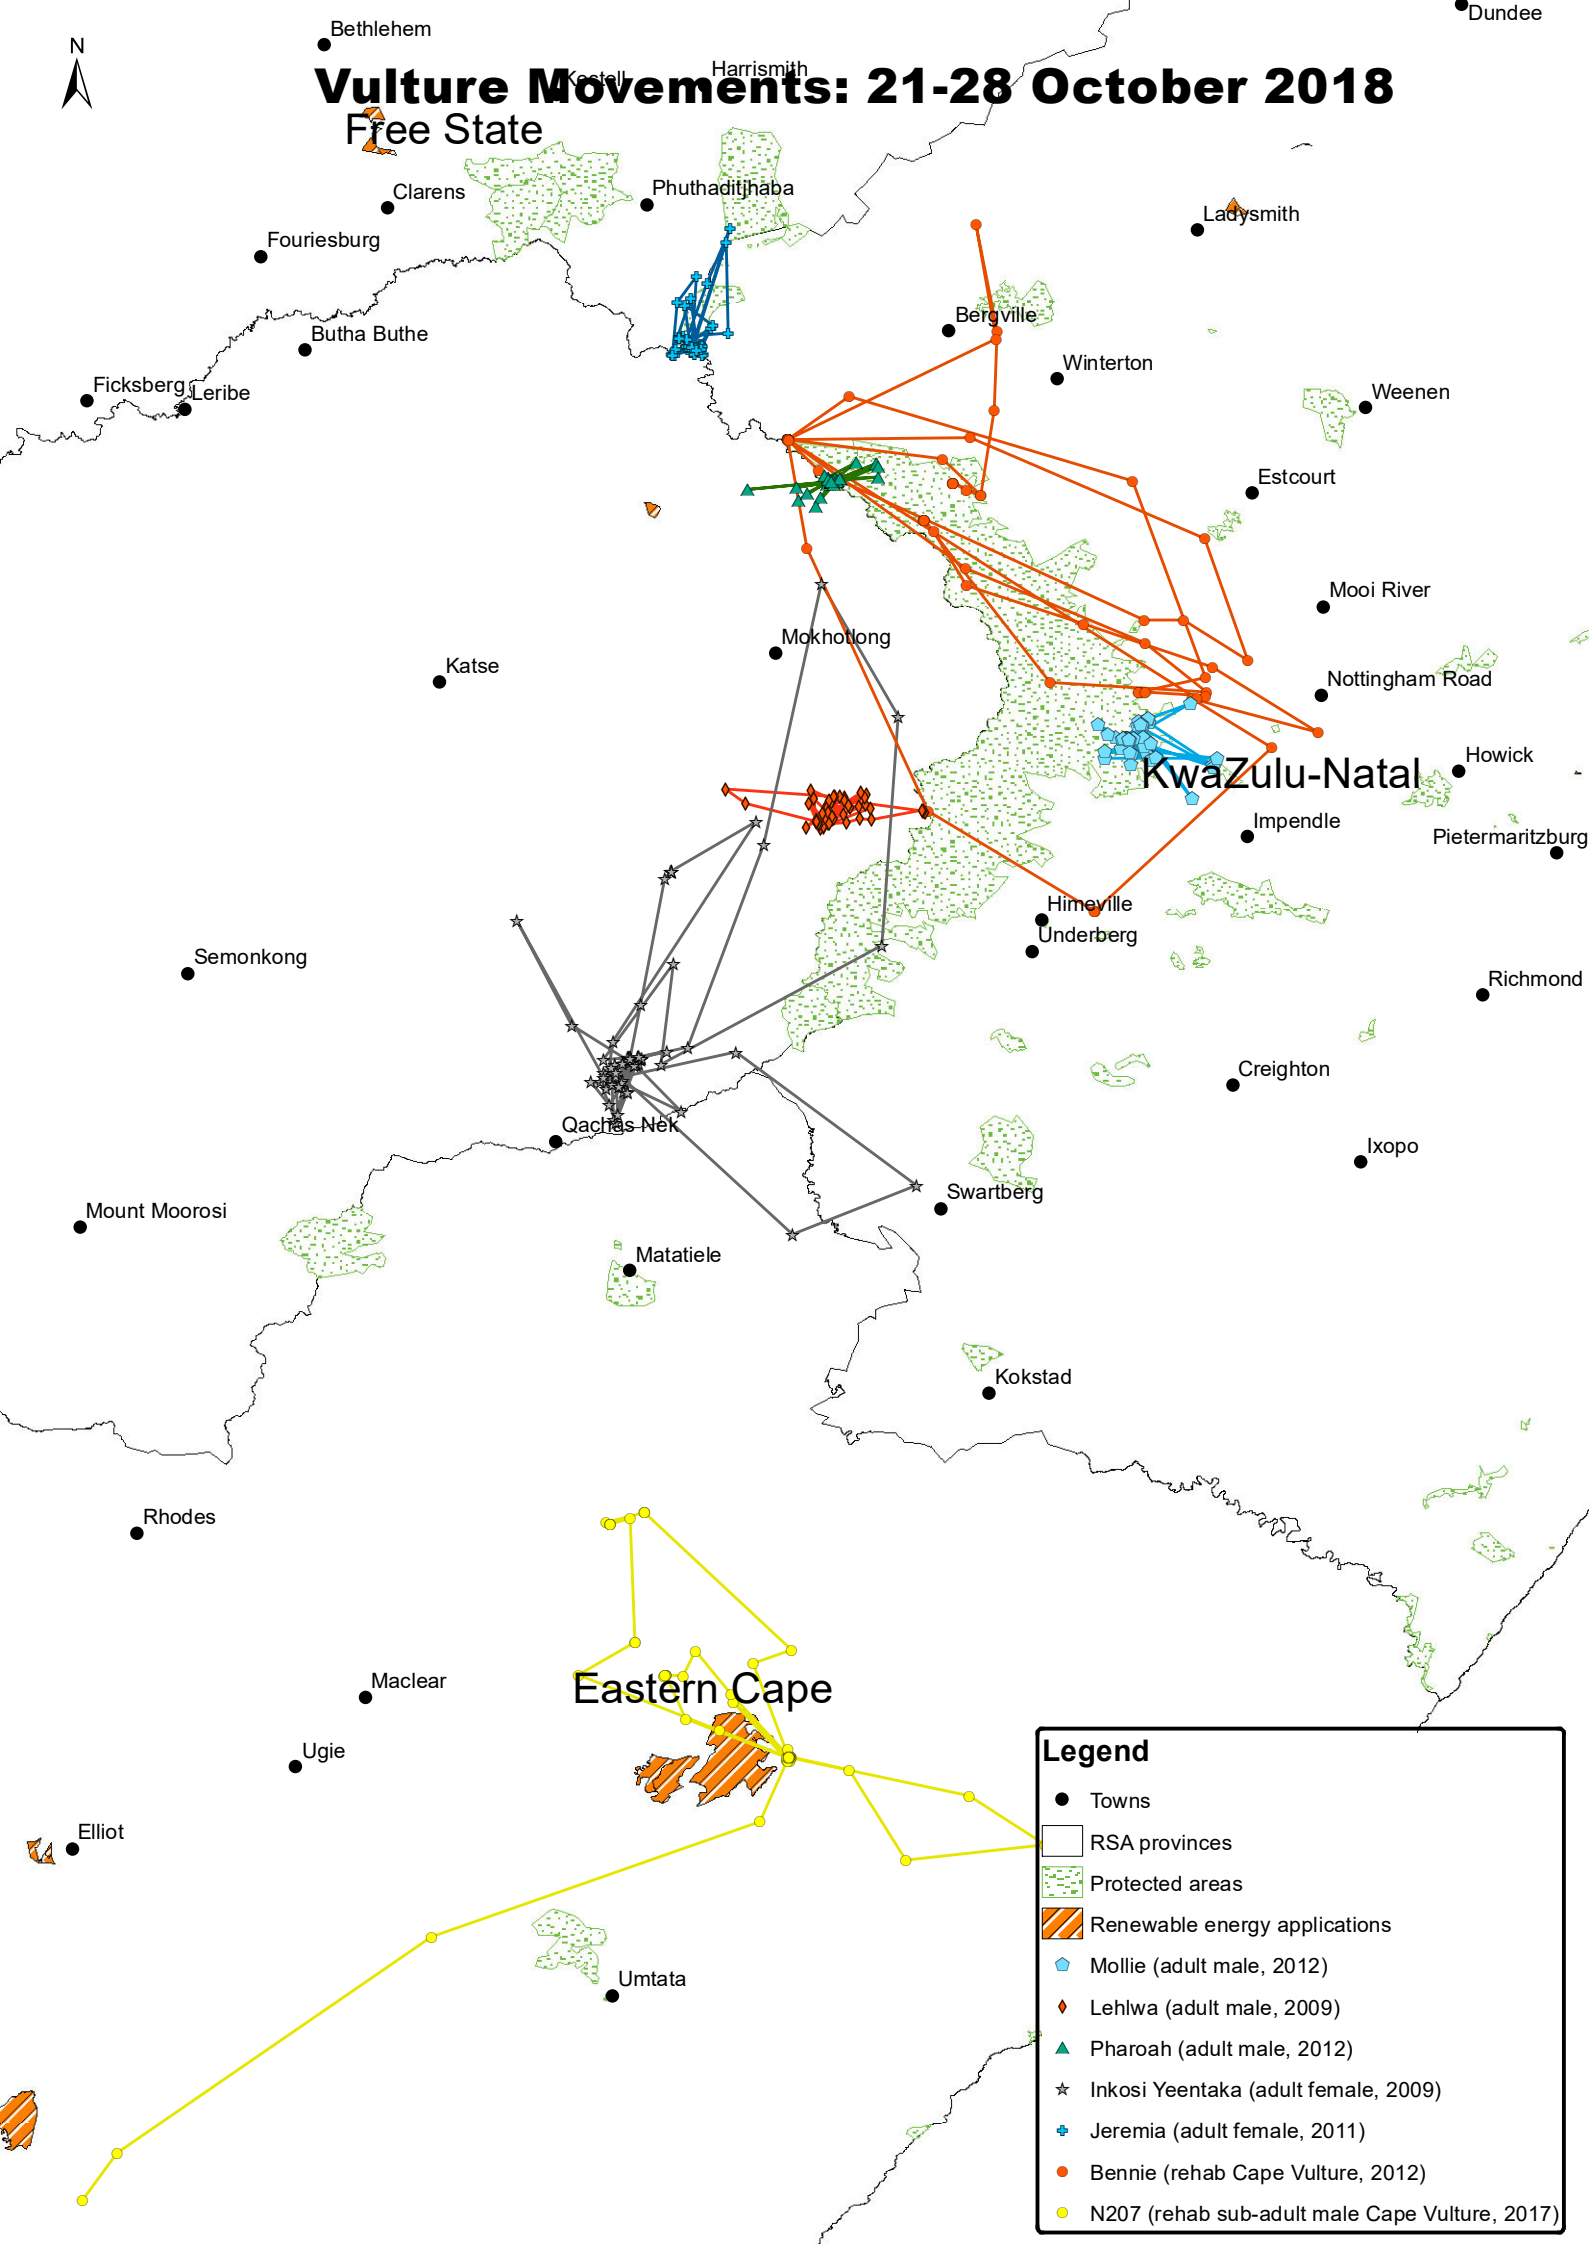 Dundee
Bethlehem
N
Kestell
Harrismith
Vulture Movements: 21-28 October 2018
Free State
Phuthaditjhaba
Clarens
Ladysmith
Fouriesburg
Bergville
Butha Buthe
Winterton
Ficksberg
Leribe
Weenen
Estcourt
Mooi River
Mokhotlong
Katse
Nottingham Road
Howick
KwaZulu-Natal
Impendle
Pietermaritzburg
Himeville
Underberg
Semonkong
Richmond
Creighton
Qachas Nek
Ixopo
Swartberg
Mount Moorosi
Matatiele
Kokstad
Rhodes
Maclear
Eastern Cape
Ugie
Elliot
Umtata
Legend
Towns
RSA provinces
Protected areas
Renewable energy applications
Mollie (adult male, 2012)
Lehlwa (adult male, 2009)
Pharoah (adult male, 2012)
Inkosi Yeentaka (adult female, 2009)
Jeremia (adult female, 2011)
Bennie (rehab Cape Vulture, 2012)
N207 (rehab sub-adult male Cape Vulture, 2017)